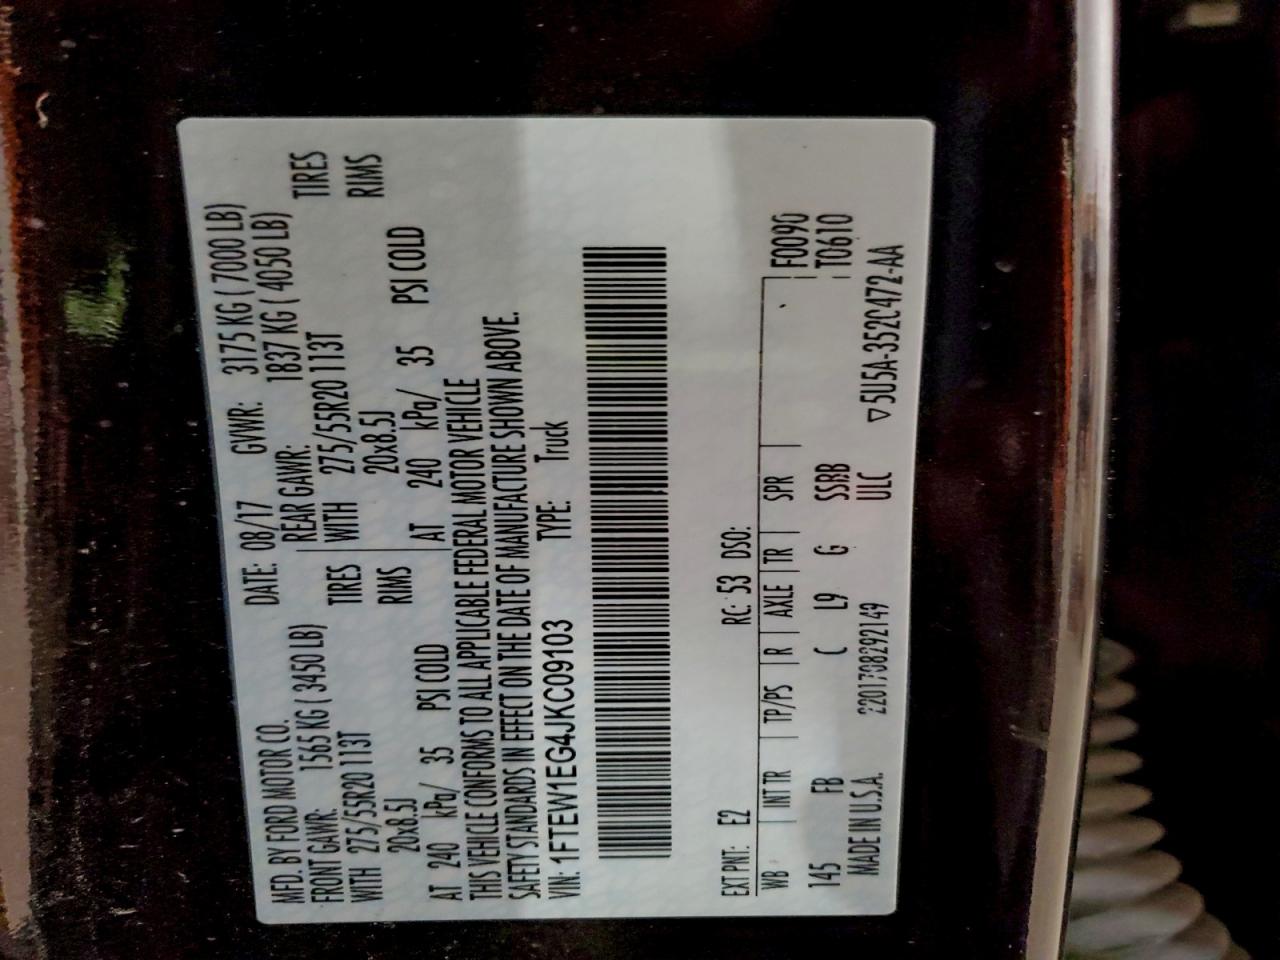 MFD. BY FORD MOTOR CO. DATE: 08/17 GVWR: 3175 KG ( 7000 LB)
FRONT GAWR: 1565 KG ( 3450 LB) REAR GAWR: 1837 KG ( 4050 LB)
WITH 275/55R20 113T TIRES WITH 275/55R20 113T TIRES
20x8.5J RIMS 20x8.5J RIMS
AT 240 kPa/ 35 PSI COLD AT 240 kPa/ 35 PSI COLD
THIS VEHICLE CONFORMS TO ALL APPLICABLE FEDERAL MOTOR VEHICLE
SAFETY STANDARDS IN EFFECT ON THE DATE OF MANUFACTURE SHOWN ABOVE.
VIN: 1FTEW1EG4JKC09103 TYPE: Truck
EXT PNT: E2 RC: 53 DSO:
WB INT TR TP/PS R AXLE TR SPR F0090
145 FB C L9 G SSBB T0610
MADE IN U.S.A. 2201708292149 ULC
▽5U5A-352C472-AA